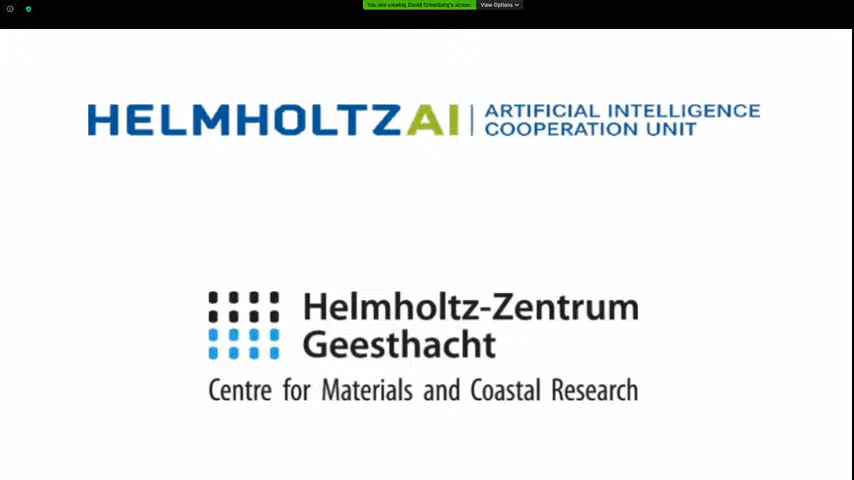 You are viewing David Greenberg's screen
View Options
HELMHOLTZAI
ARTIFICIAL INTELLIGENCE
COOPERATION UNIT
Helmholtz-Zentrum
Geesthacht
Centre for Materials and Coastal Research